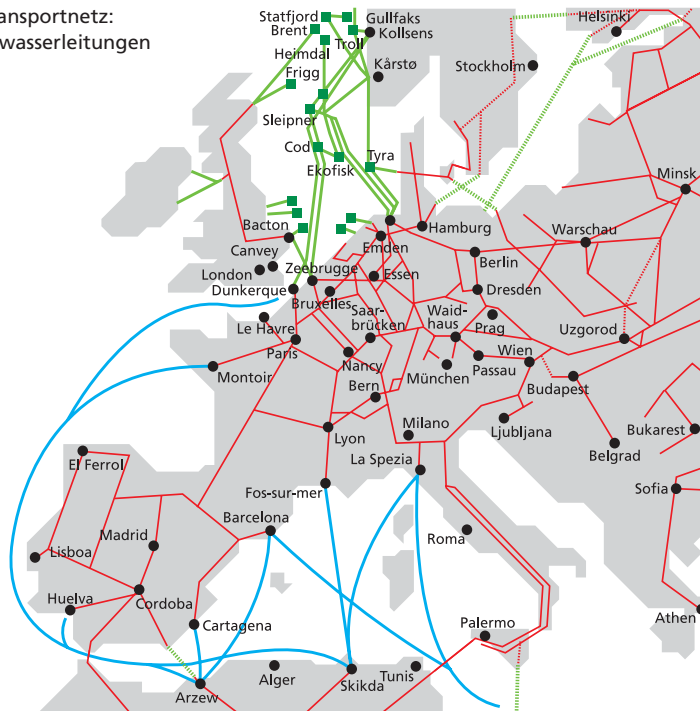 ansportnetz:
wasserleitungen
Statfjord
Brent
Gullfaks
Kollsens
Troll
Heimdal
Frigg
Kårstø
Helsinki
Stockholm
Sleipner
Cod
Ekofisk
Tyra
Minsk
Bacton
Canvey
London
Zeebrugge
Dunkerque
Bruxelles
Emden
Essen
Hamburg
Berlin
Dresden
Warschau
Le Havre
Paris
Saar-
brücken
Waid-
haus
Prag
Uzgorod
Montoir
Nancy
Bern
München
Passau
Wien
Budapest
Lyon
Milano
Ljubljana
Belgrad
Bukarest
El Ferrol
La Spezia
Fos-sur-mer
Sofia
Madrid
Barcelona
Roma
Lisboa
Huelva
Cordoba
Cartagena
Palermo
Athen
Arzew
Alger
Skikda
Tunis